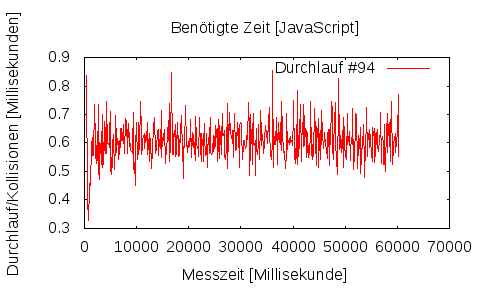 Benötigte Zeit [JavaScript]
Durchlauf/Kollisionen [Millisekunden]
Durchlauf #94
0.9
0.8
0.7
0.6
0.5
0.4
0.3
0 10000 20000 30000 40000 50000 60000 70000
Messzeit [Millisekunde]